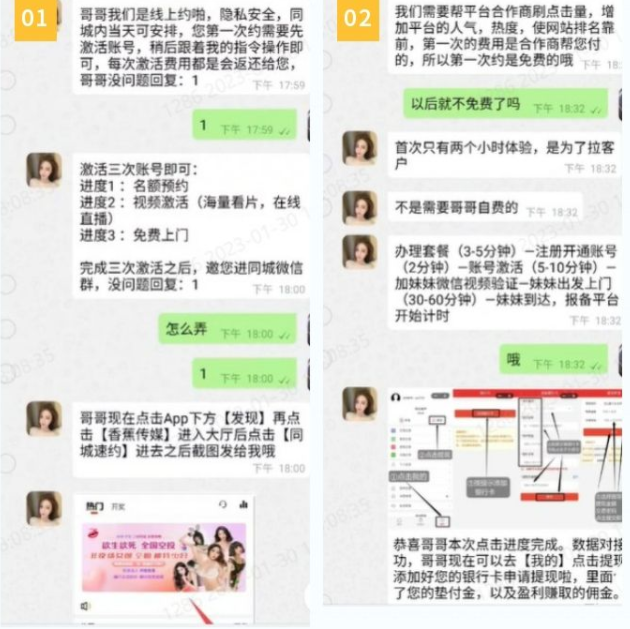 01
哥哥我们是线上约啪，隐私安全，同
城内当天可安排，您第一次约需要先
激活账号，稍后跟着我的指令操作即
可，每次激活费用都是会返还给您，
哥哥没问题回复：1
下午 17:59
1 下午 17:59
激活三次账号即可：
进度1：名额预约
进度2：视频激活（海量看片，在线
直播）
进度3：免费上门
完成三次激活之后，邀您进同城微信
群，没问题回复：1
下午 18:00
怎么弄 下午 18:00
1 下午 18:00
哥哥现在点击App下方【发现】再点
击【香蕉传媒】进入大厅后点击【同
城速约】进去之后截图发给我哦
下午 18:00
热门
02
我们需要帮平台合作商刷点击量，增
加平台的人气，热度，使网站排名靠
前，第一次的费用是合作商帮您付
的，所以第一次约是免费的哦
下午 18:
以后就不免费了吗 下午 18:32
首次只有两个小时体验，是为了拉客
户
下午 18:32
不是需要哥哥自费的 下午 18:32
办理套餐（3-5分钟）—注册开通账号
（2分钟）—账号激活（5-10分钟）—
加妹妹微信视频验证—妹妹出发上门
（30-60分钟）—妹妹到达，报备平台
开始计时
下午 18:32
哦 下午 18:32
恭喜哥哥本次点击进度完成。数据对接
功，哥哥现在可以去【我的】点击提现
添加好您的银行卡申请提现啦，里面
了您的垫付金，以及盈利赚取的佣金。